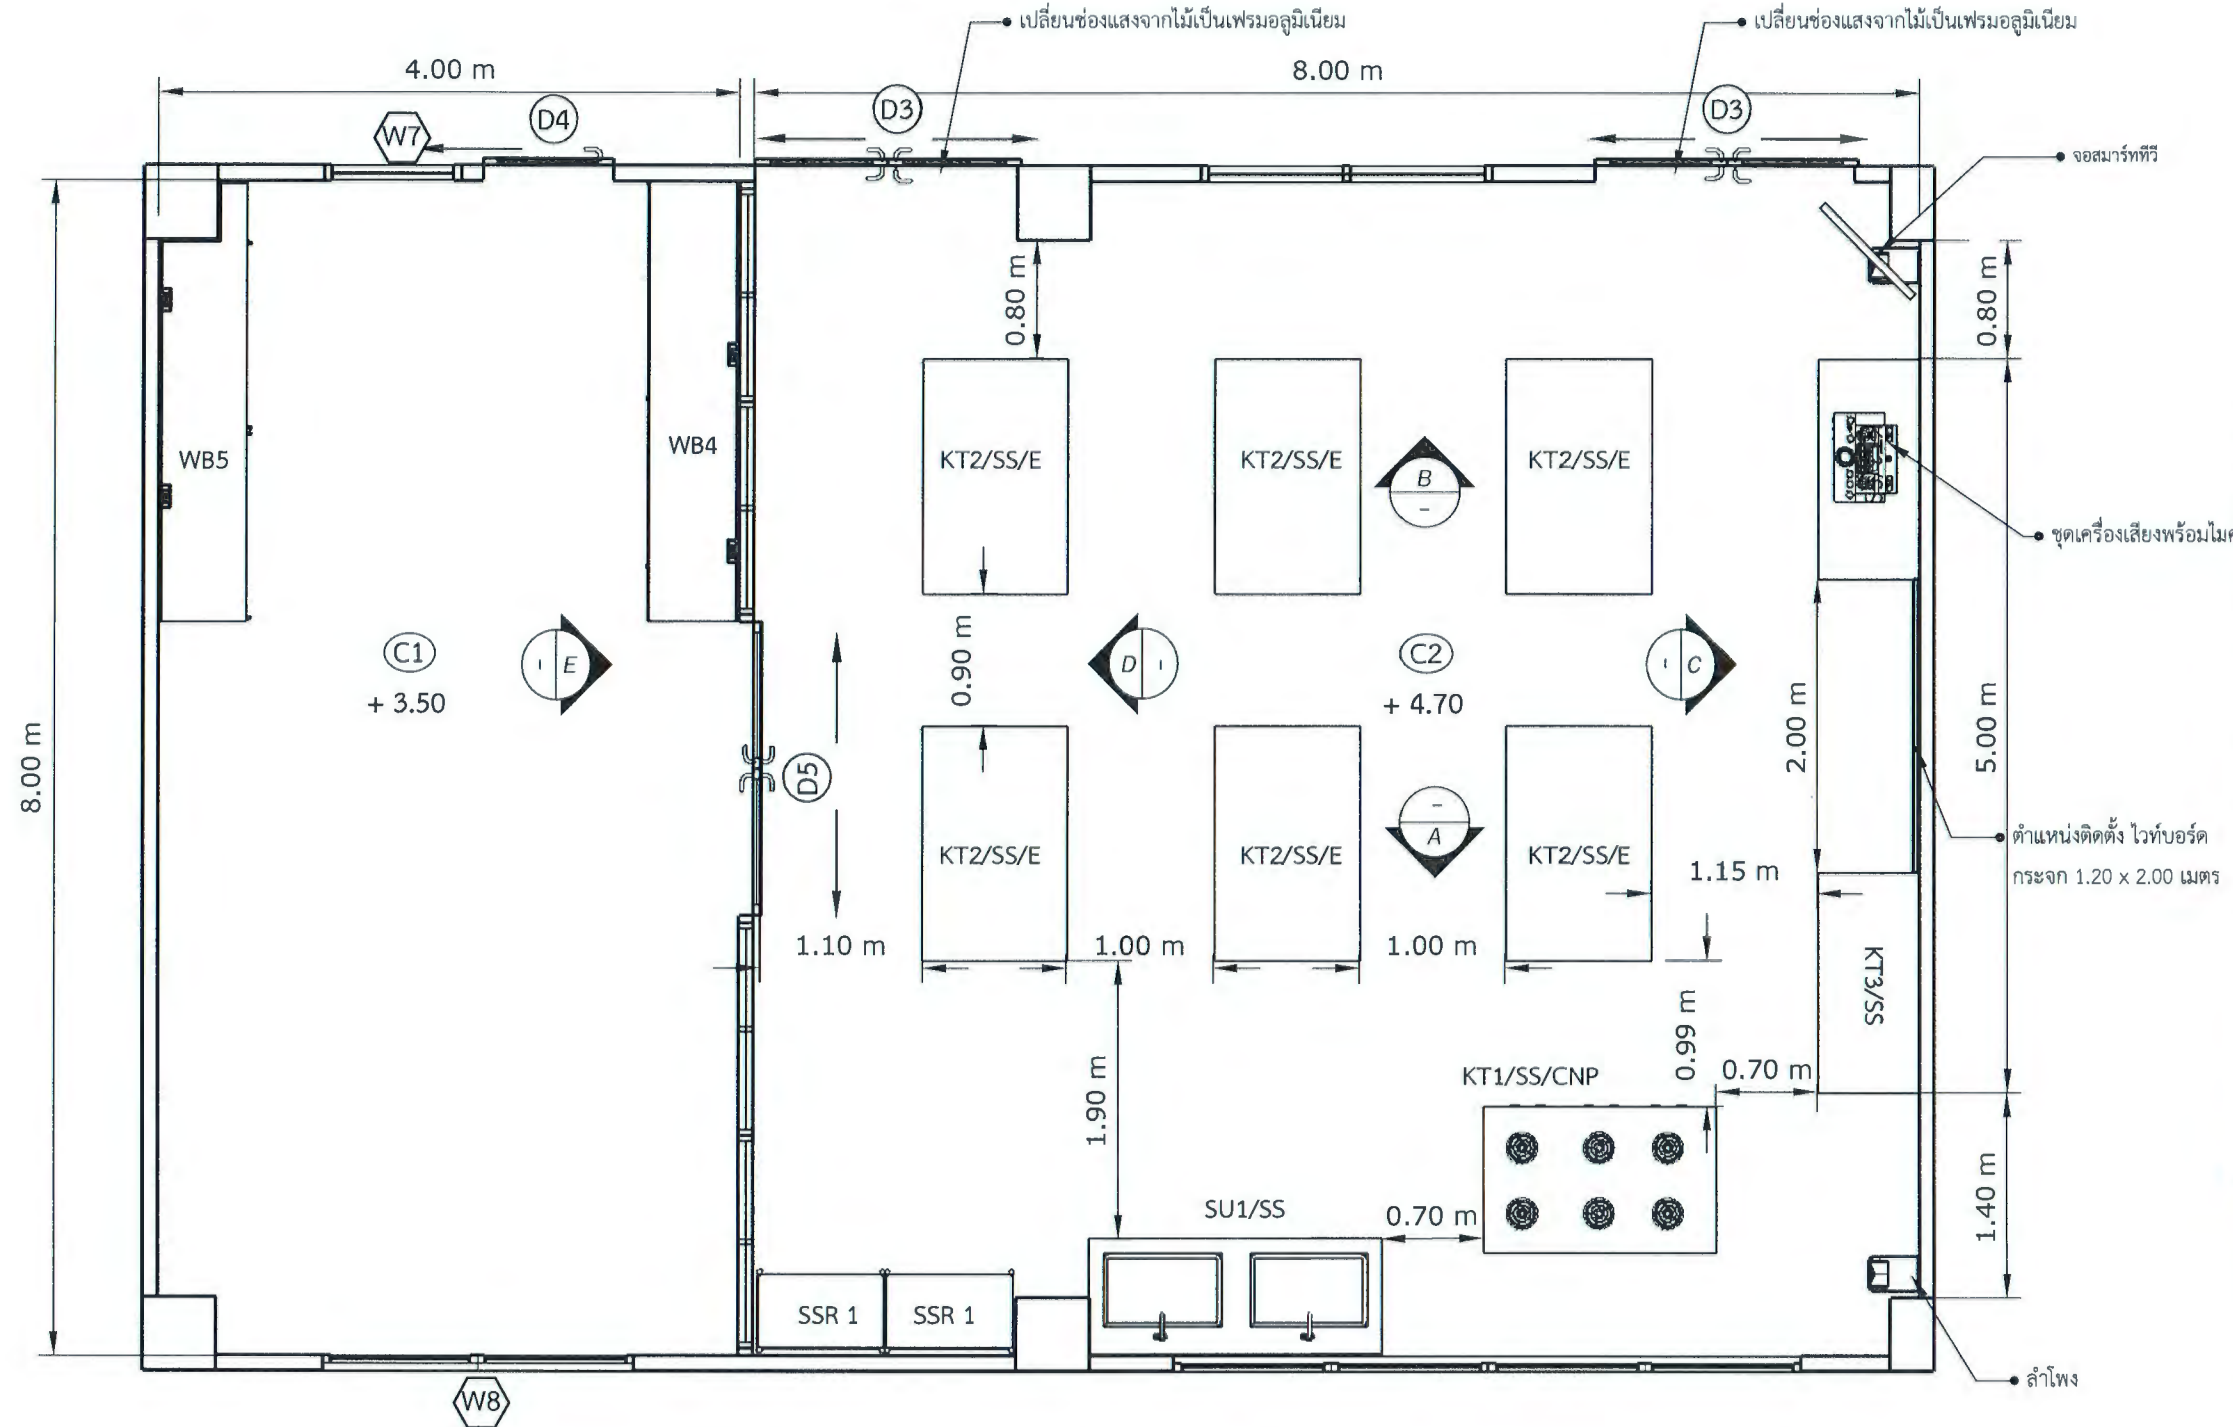 เปลี่ยนช่องแสงจากไม้เป็นเฟรมอลูมิเนียม
เปลี่ยนช่องแสงจากไม้เป็นเฟรมอลูมิเนียม
4.00 m
8.00 m
D4
D3
D3
W7
จอสมาร์ททีวี
0.80 m
0.80 m
WB5
WB4
KT2/SS/E
KT2/SS/E
KT2/SS/E
B
-
ชุดเครื่องเสียงพร้อม
C1
+ 3.50
E
0.90 m
D
C2
+ 4.70
C
8.00 m
2.00 m
5.00 m
D5
KT2/SS/E
KT2/SS/E
KT2/SS/E
-
A
1.15 m
ตำแหน่งติดตั้ง ไวท์บอร์ด
กระจก 1.20 x 2.00 เมตร
1.10 m
1.00 m
1.00 m
KT3/SS
0.99 m
1.90 m
KT1/SS/CNP
0.70 m
SU1/SS
0.70 m
1.40 m
SSR 1
SSR 1
ลำโพง
W8